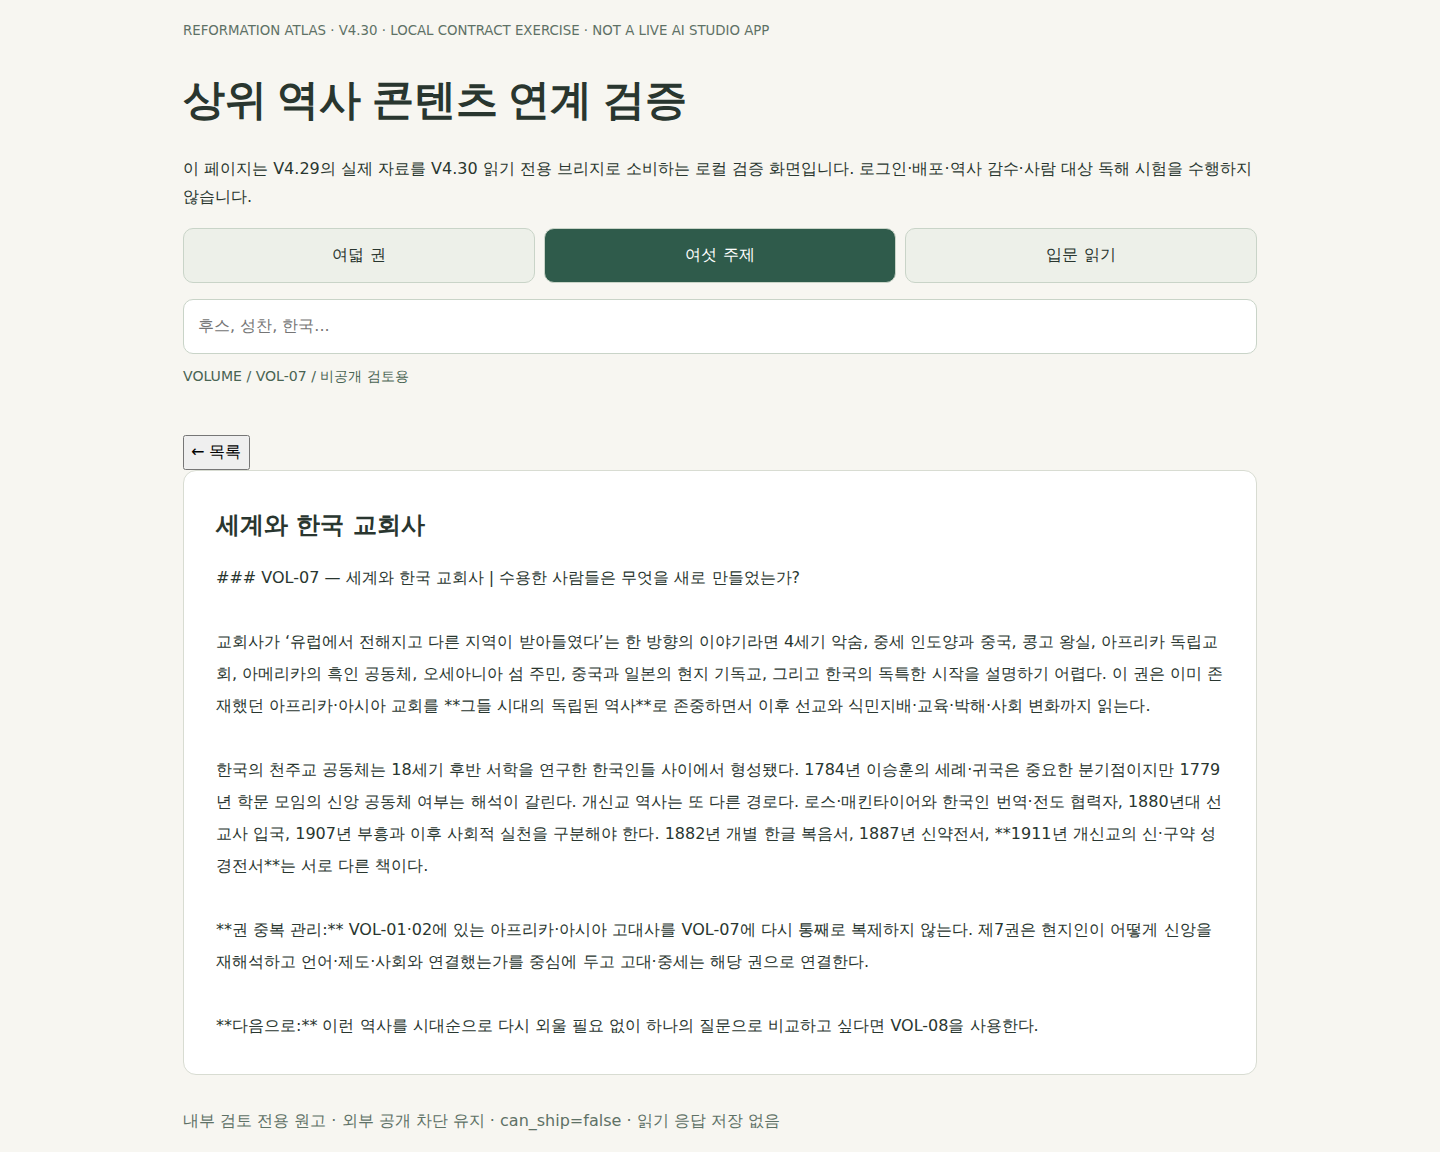 REFORMATION ATLAS · V4.30 · LOCAL CONTRACT EXERCISE · NOT A LIVE AI STUDIO APP
상위 역사 콘텐츠 연계 검증
이 페이지는 V4.29의 실제 자료를 V4.30 읽기 전용 브리지로 소비하는 로컬 검증 화면입니다. 로그인·배포·역사 감수·사람 대상 독해 시험을 수행하지
않습니다.
여덟 권
여섯 주제
입문 읽기
후스, 성찬, 한국…
VOLUME / VOL-07 / 비공개 검토용
← 목록
세계와 한국 교회사
### VOL-07 — 세계와 한국 교회사 | 수용한 사람들은 무엇을 새로 만들었는가?
교회사가 ‘유럽에서 전해지고 다른 지역이 받아들였다’는 한 방향의 이야기라면 4세기 악숨, 중세 인도양과 중국, 콩고 왕실, 아프리카 독립교
회, 아메리카의 흑인 공동체, 오세아니아 섬 주민, 중국과 일본의 현지 기독교, 그리고 한국의 독특한 시작을 설명하기 어렵다. 이 권은 이미 존
재했던 아프리카·아시아 교회를 **그들 시대의 독립된 역사**로 존중하면서 이후 선교와 식민지배·교육·박해·사회 변화까지 읽는다.
한국의 천주교 공동체는 18세기 후반 서학을 연구한 한국인들 사이에서 형성됐다. 1784년 이승훈의 세례·귀국은 중요한 분기점이지만 1779
년 학문 모임의 신앙 공동체 여부는 해석이 갈린다. 개신교 역사는 또 다른 경로다. 로스·매킨타이어와 한국인 번역·전도 협력자, 1880년대 선
교사 입국, 1907년 부흥과 이후 사회적 실천을 구분해야 한다. 1882년 개별 한글 복음서, 1887년 신약전서, **1911년 개신교의 신·구약 성
경전서**는 서로 다른 책이다.
**권 중복 관리:** VOL-01·02에 있는 아프리카·아시아 고대사를 VOL-07에 다시 통째로 복제하지 않는다. 제7권은 현지인이 어떻게 신앙을
재해석하고 언어·제도·사회와 연결했는가를 중심에 두고 고대·중세는 해당 권으로 연결한다.
**다음으로:** 이런 역사를 시대순으로 다시 외울 필요 없이 하나의 질문으로 비교하고 싶다면 VOL-08을 사용한다.
내부 검토 전용 원고 · 외부 공개 차단 유지 · can_ship=false · 읽기 응답 저장 없음